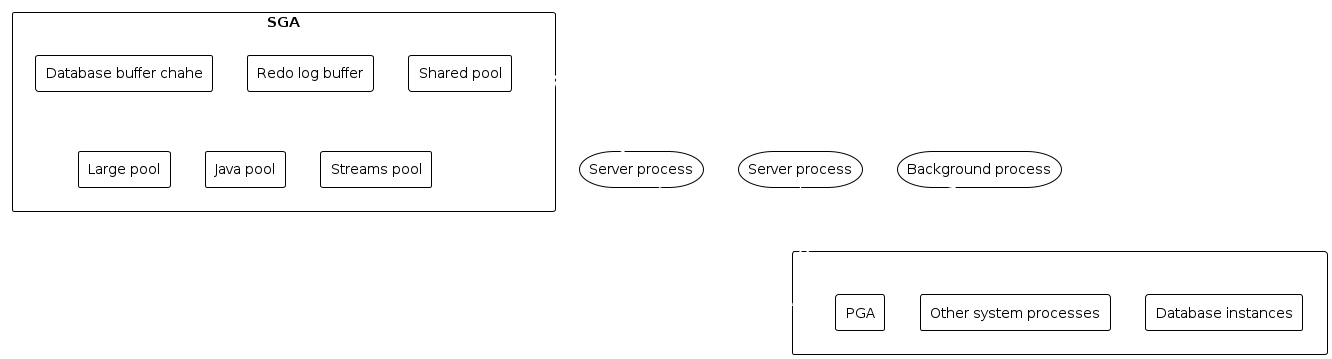 SGA
Database buffer chahe
Redo log buffer
Shared pool
Large pool
Java pool
Streams pool
Server process
Server process
Background process
PGA
Other system processes
Database instances